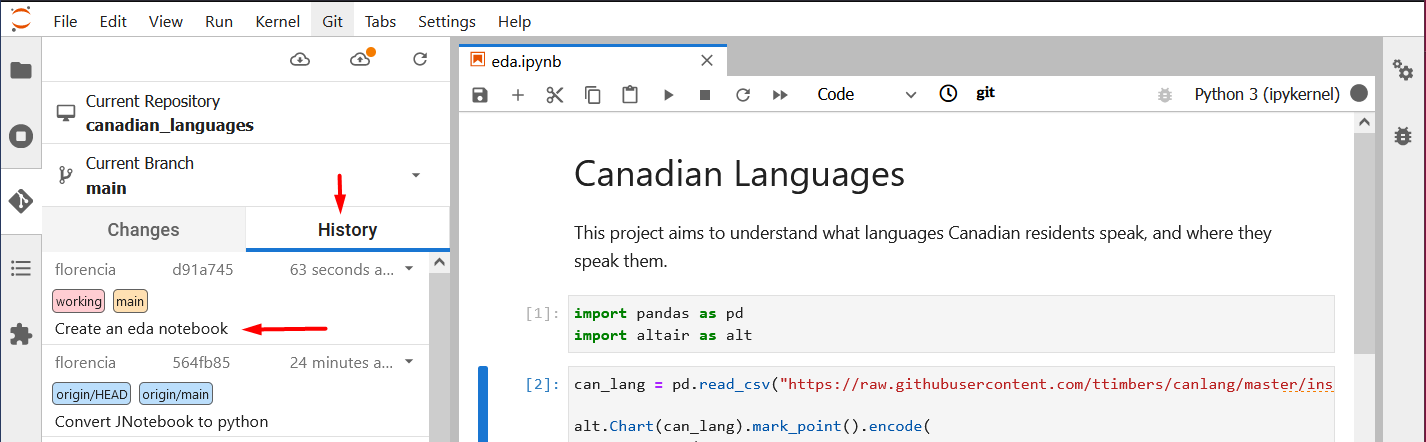 File Edit View Run Kernel Git Tabs Settings Help
Current Repository
canadian_languages
Current Branch
main
Changes History
florencia d91a745 63 seconds a...
working main
Create an eda notebook
florencia 564fb85 24 minutes a...
origin/HEAD origin/main
Convert JNotebook to python
eda.ipynb
Code git Python 3 (ipykernel)
Canadian Languages
This project aims to understand what languages Canadian residents speak, and where they
speak them.
[1]: import pandas as pd
import altair as alt
[2]: can_lang = pd.read_csv("https://raw.githubusercontent.com/ttimbers/canlang/master/ins
alt.Chart(can_lang).mark_point().encode(